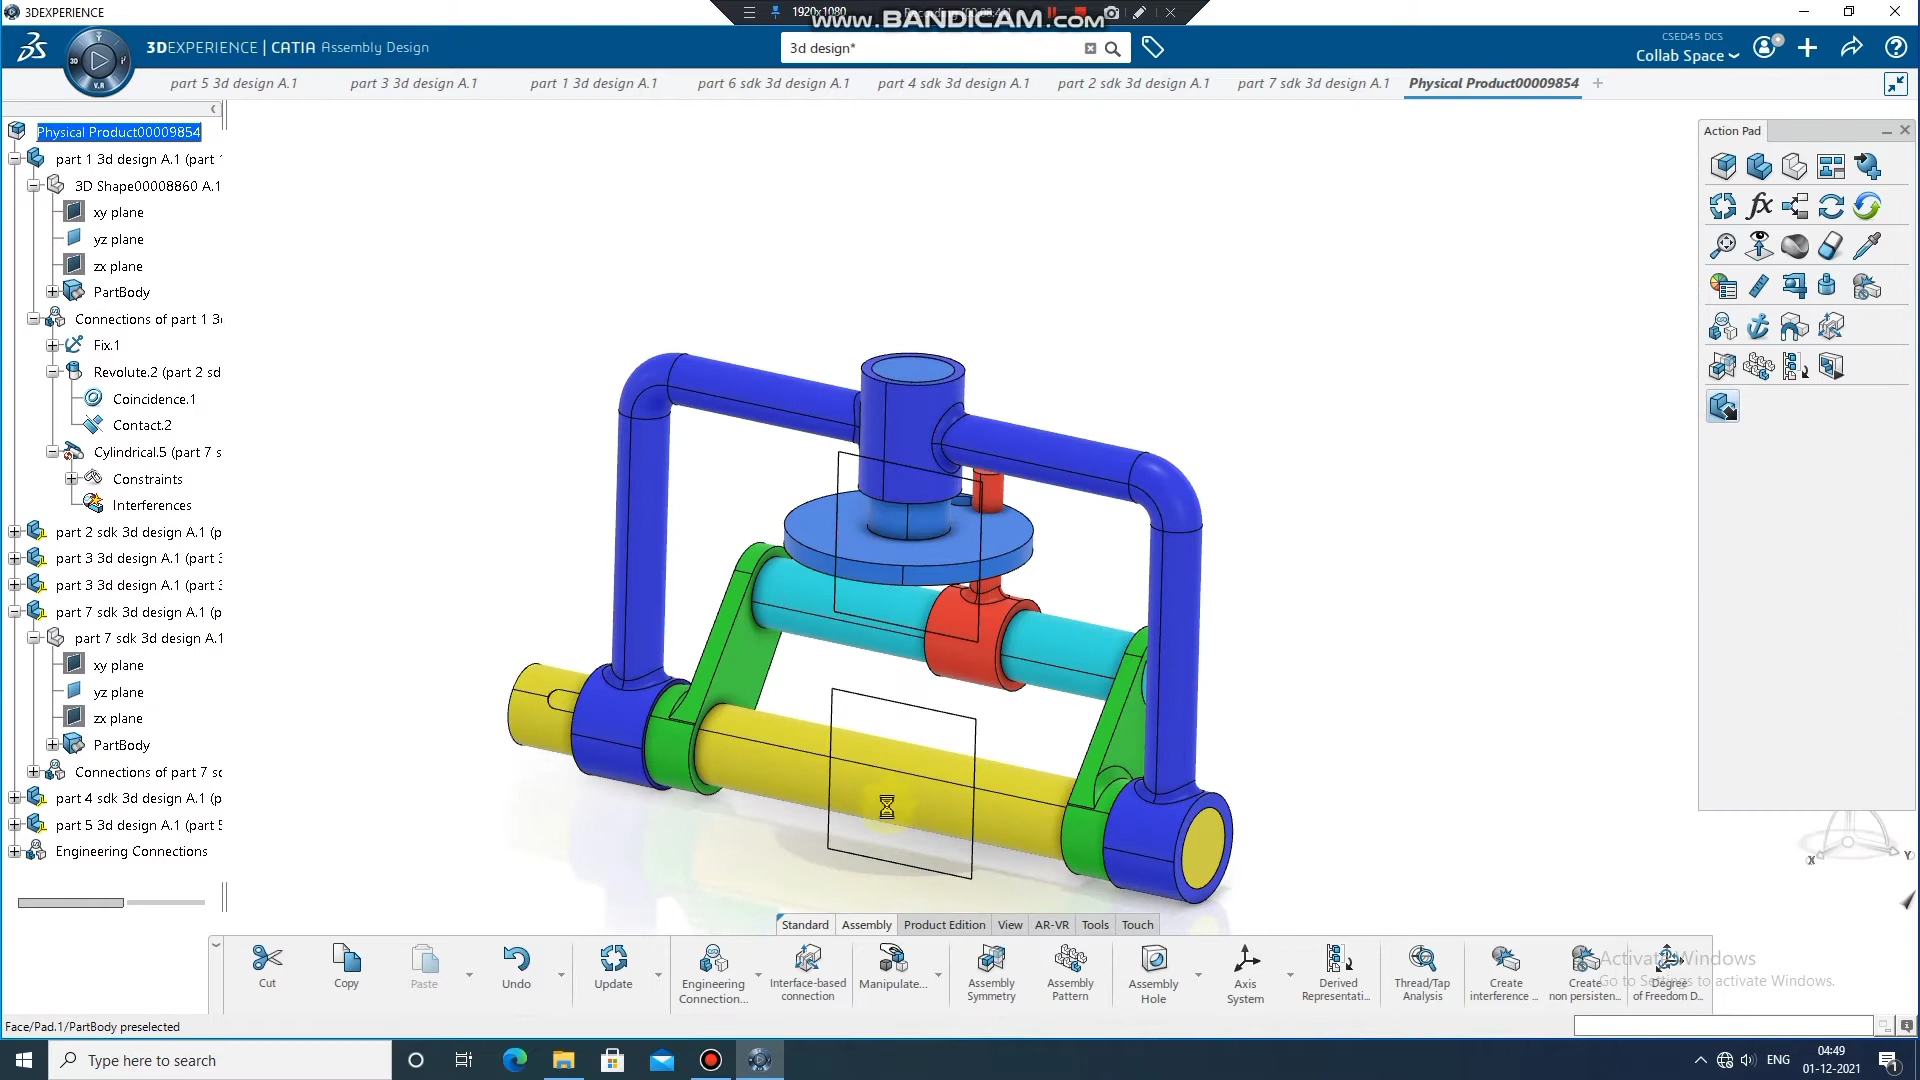 3DEXPERIENCE
1920x1080
www.BANDICAM.com
3DEXPERIENCE | CATIA Assembly Design
3d design*
CSED45 DCS
Collab Space
3D
V.R
part 5 3d design A.1
part 3 3d design A.1
part 1 3d design A.1
part 6 sdk 3d design A.1
part 4 sdk 3d design A.1
part 2 sdk 3d design A.1
part 7 sdk 3d design A.1
Physical Product00009854
Physical Product00009854
part 1 3d design A.1 (part 1
3D Shape00008860 A.1
xy plane
yz plane
zx plane
PartBody
Connections of part 1 3d
Fix.1
Revolute.2 (part 2 sd
Coincidence.1
Contact.2
Cylindrical.5 (part 7 s
Constraints
Interferences
part 2 sdk 3d design A.1 (p
part 3 3d design A.1 (part 3
part 3 3d design A.1 (part 3
part 7 sdk 3d design A.1 (p
part 7 sdk 3d design A.1
xy plane
yz plane
zx plane
PartBody
Connections of part 7 sd
part 4 sdk 3d design A.1 (p
part 5 3d design A.1 (part 5
Engineering Connections
Action Pad
fx
X
Y
Standard
Assembly
Product Edition
View
AR-VR
Tools
Touch
Cut
Copy
Paste
Undo
Update
Engineering Connection...
Interface-based connection
Manipulate...
Assembly Symmetry
Assembly Pattern
Assembly Hole
Axis System
Derived Representati...
Thread/Tap Analysis
Create interference ...
Create non persisten...
Degree of Freedom D...
Activate Windows
Go to Settings to activate Windows.
Face/Pad.1/PartBody preselected
Type here to search
ENG
04:49
01-12-2021
1